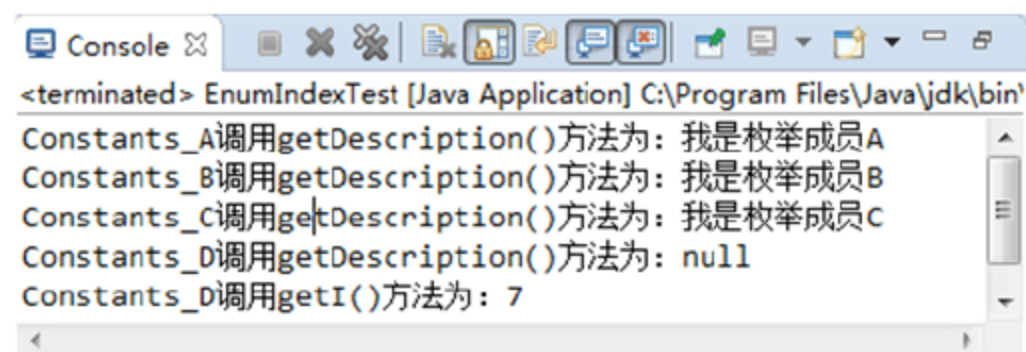 Console
<terminated> EnumIndexTest [Java Application] C:\Program Files\Java\jdk\bin\
Constants_A调用getDescription()方法为：我是枚举成员A
Constants_B调用getDescription()方法为：我是枚举成员B
Constants_C调用getDescription()方法为：我是枚举成员C
Constants_D调用getDescription()方法为：null
Constants_D调用getI()方法为：7